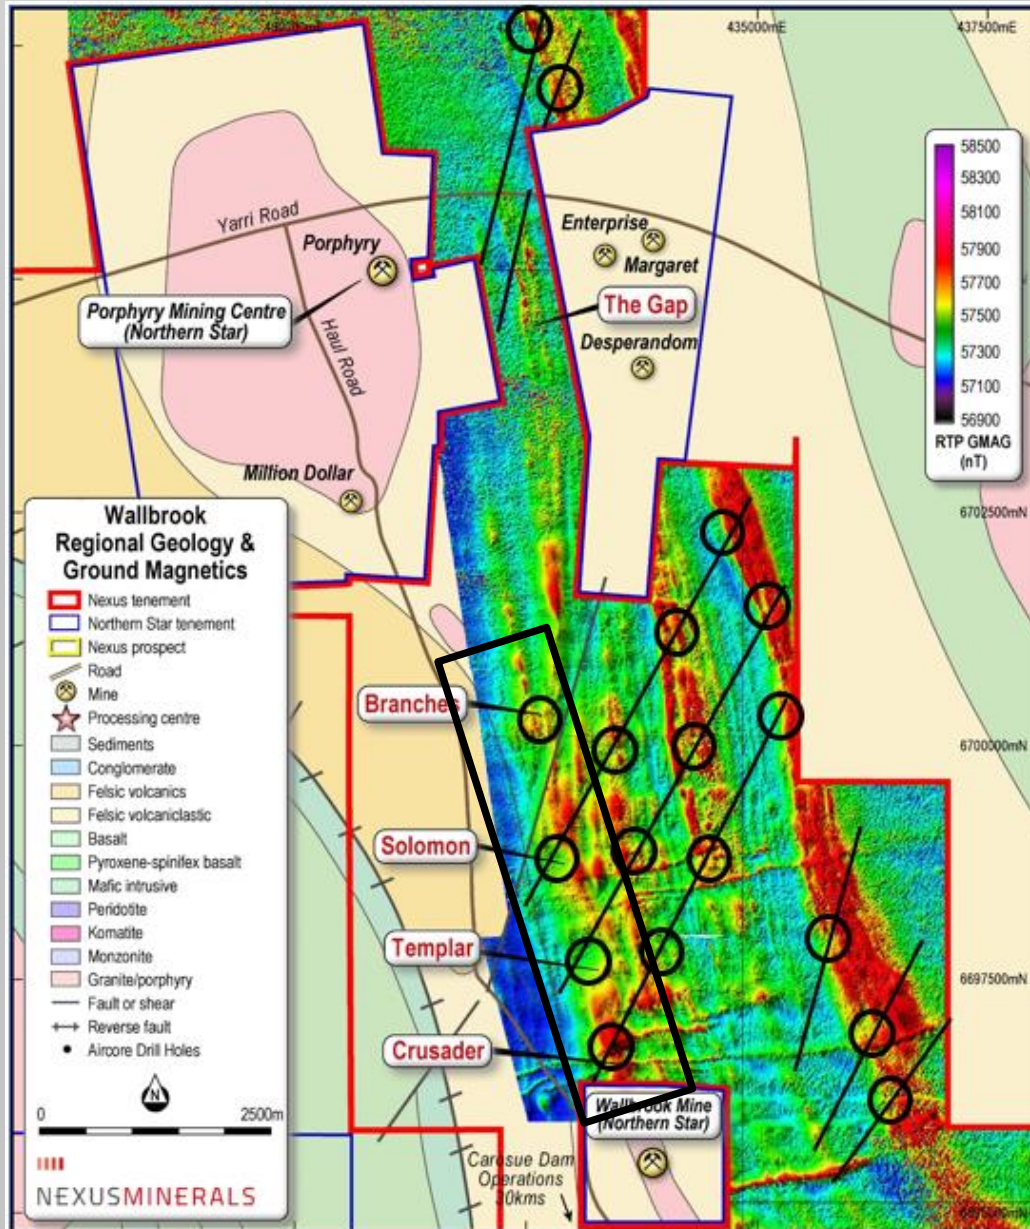 435000mE
437500mE
58500
58300
58100
57900
57700
57500
57300
57100
56900
RTP GMAG
(nT)
Yarri Road
Porphyry
Enterprise
Margaret
Porphyry Mining Centre
(Northern Star)
The Gap
Haul Road
Desperandom
Million Dollar
6702500mN
Wallbrook
Regional Geology &
Ground Magnetics
Nexus tenement
Northern Star tenement
Nexus prospect
Road
Mine
Processing centre
Sediments
Conglomerate
Felsic volcanics
Felsic volcaniclastic
Basalt
Pyroxene-spinifex basalt
Mafic intrusive
Peridotite
Komatite
Monzonite
Granite/porphyry
Fault or shear
Reverse fault
Aircore Drill Holes
N
0 2500m
NEXUSMINERALS
Branches
6700000mN
Solomon
Templar
6697500mN
Crusader
Wallbrook Mine
(Northern Star)
Carosue Dam
Operations